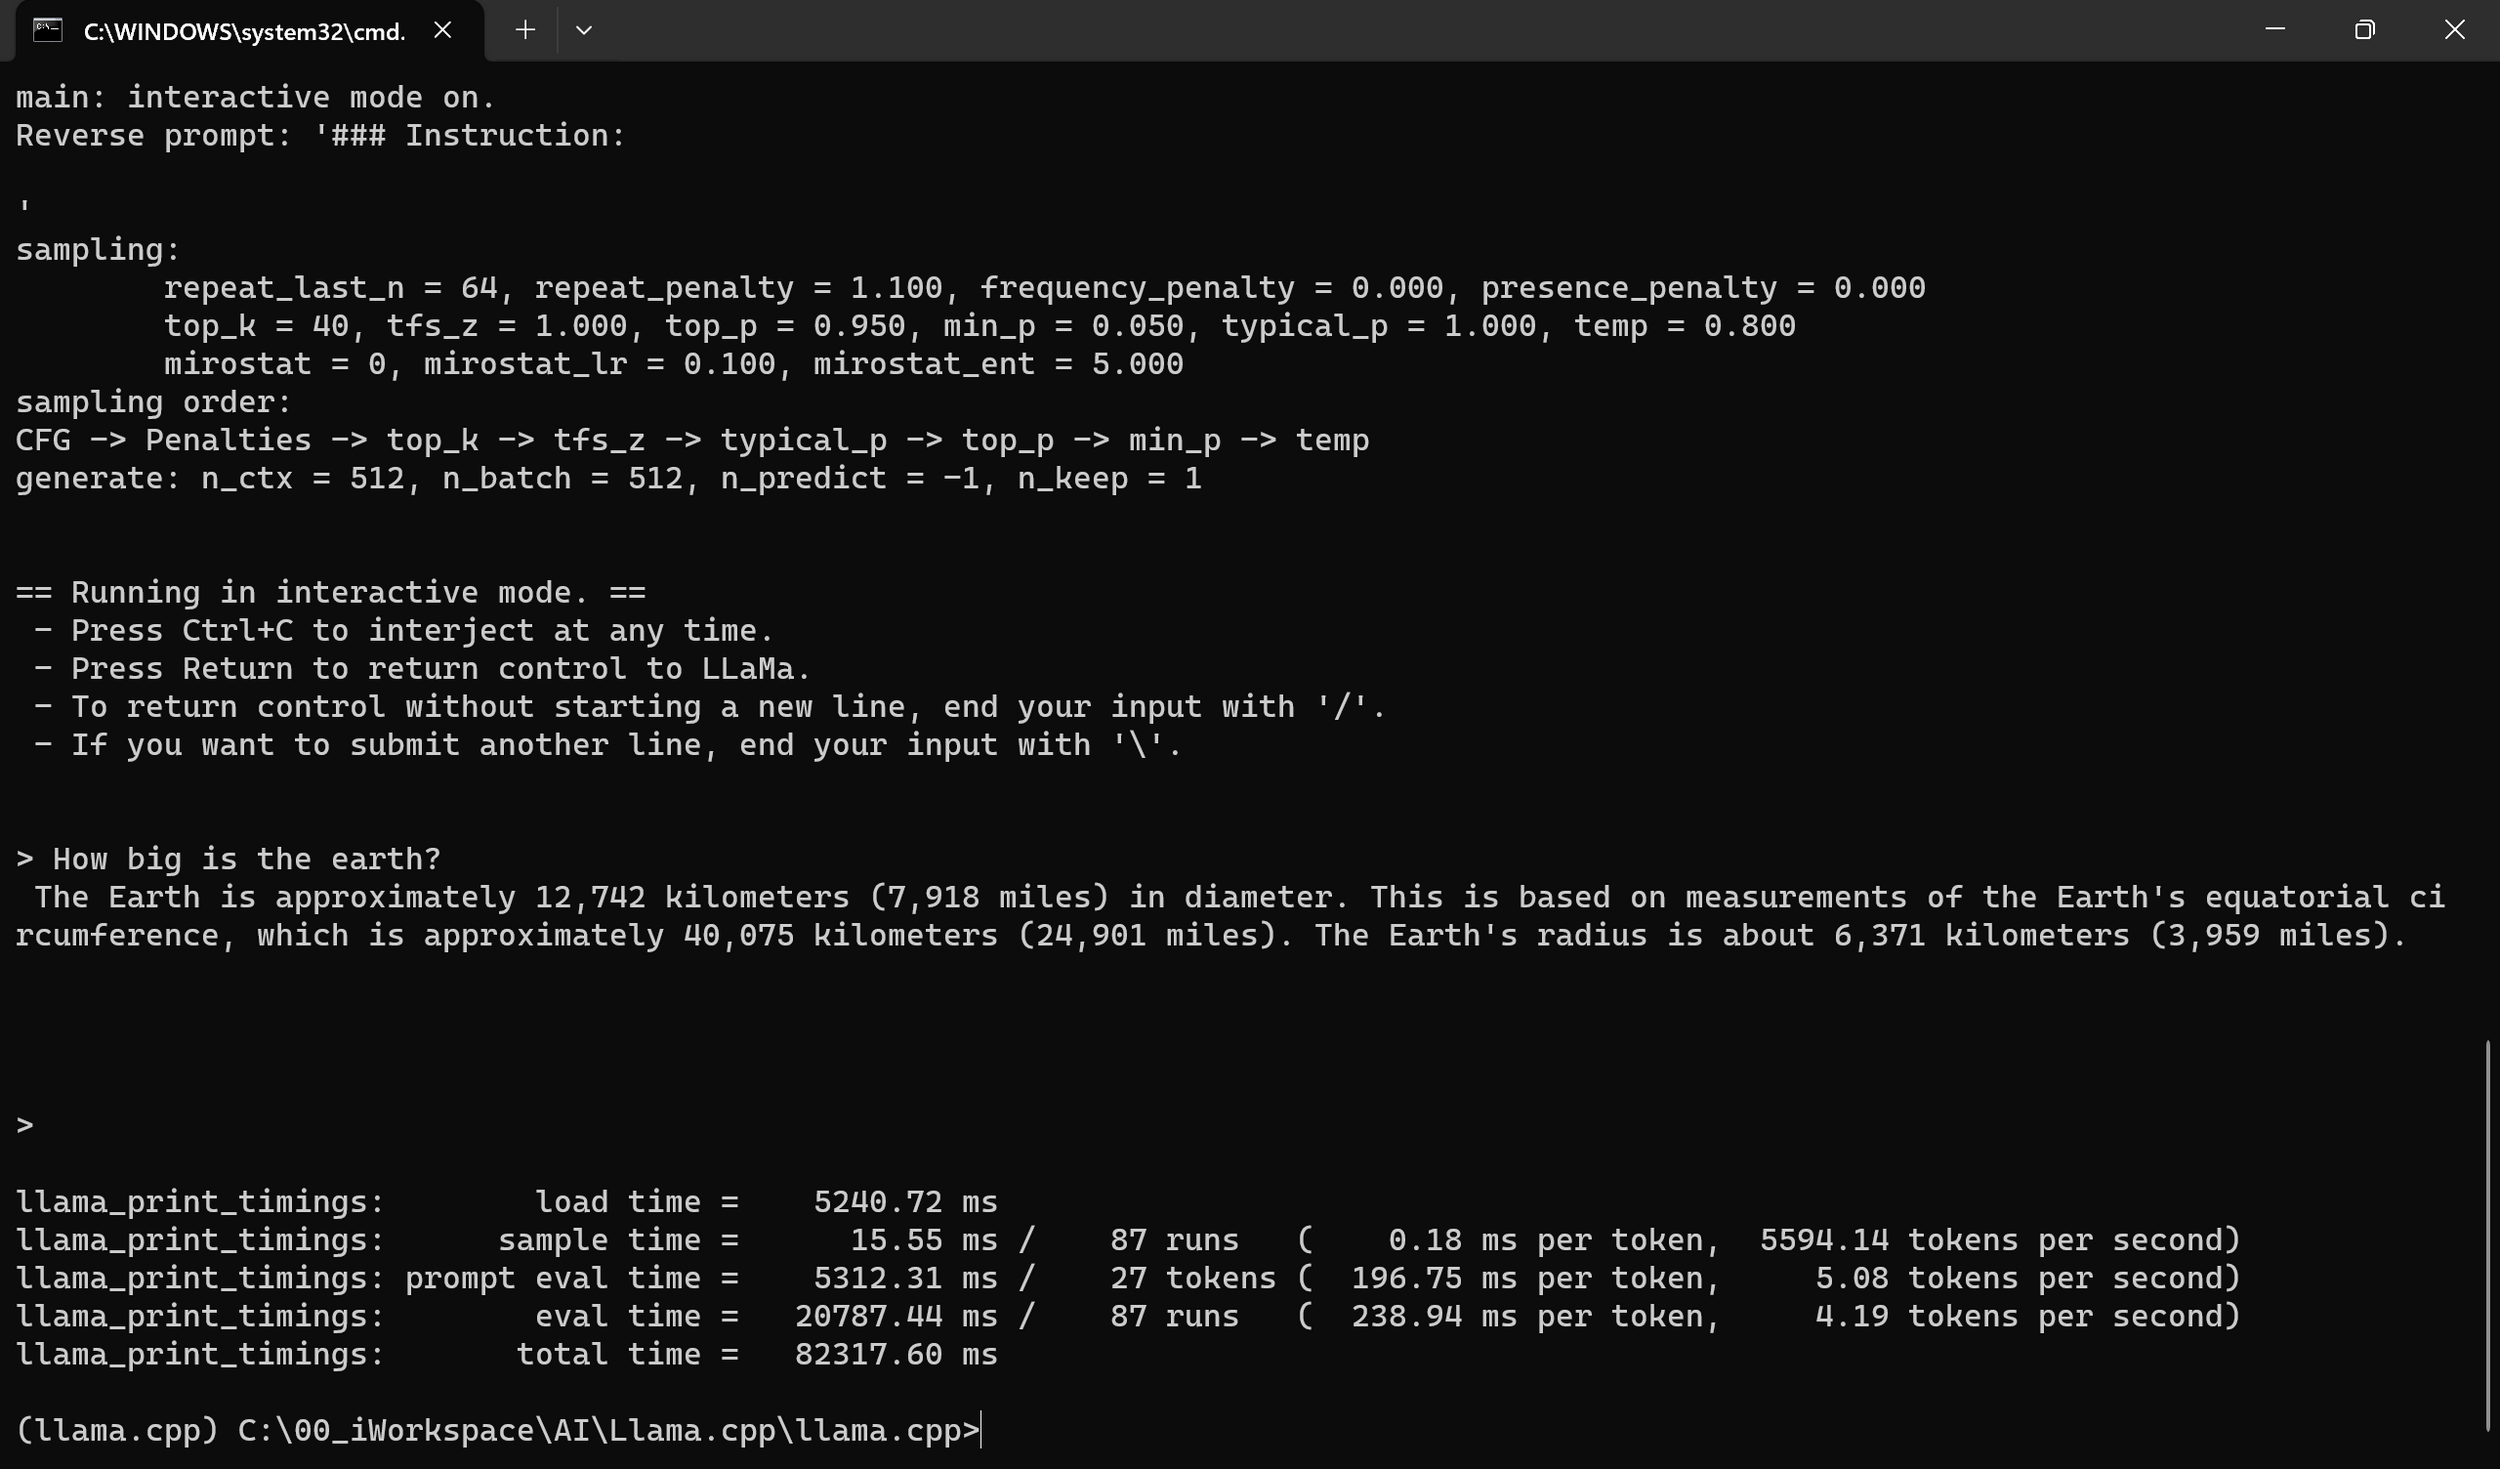 C:\WINDOWS\system32\cmd.
main: interactive mode on.
Reverse prompt: '### Instruction:

'
sampling:
        repeat_last_n = 64, repeat_penalty = 1.100, frequency_penalty = 0.000, presence_penalty = 0.000
        top_k = 40, tfs_z = 1.000, top_p = 0.950, min_p = 0.050, typical_p = 1.000, temp = 0.800
        mirostat = 0, mirostat_lr = 0.100, mirostat_ent = 5.000
sampling order:
CFG -> Penalties -> top_k -> tfs_z -> typical_p -> top_p -> min_p -> temp
generate: n_ctx = 512, n_batch = 512, n_predict = -1, n_keep = 1

== Running in interactive mode. ==
 - Press Ctrl+C to interject at any time.
 - Press Return to return control to LLaMa.
 - To return control without starting a new line, end your input with '/'.
 - If you want to submit another line, end your input with '\'.

> How big is the earth?
 The Earth is approximately 12,742 kilometers (7,918 miles) in diameter. This is based on measurements of the Earth's equatorial ci
rcumference, which is approximately 40,075 kilometers (24,901 miles). The Earth's radius is about 6,371 kilometers (3,959 miles).

>

llama_print_timings:        load time =    5240.72 ms
llama_print_timings:      sample time =      15.55 ms /    87 runs   (    0.18 ms per token,  5594.14 tokens per second)
llama_print_timings: prompt eval time =    5312.31 ms /    27 tokens (  196.75 ms per token,     5.08 tokens per second)
llama_print_timings:        eval time =   20787.44 ms /    87 runs   (  238.94 ms per token,     4.19 tokens per second)
llama_print_timings:       total time =   82317.60 ms

(llama.cpp) C:\00_iWorkspace\AI\Llama.cpp\llama.cpp>